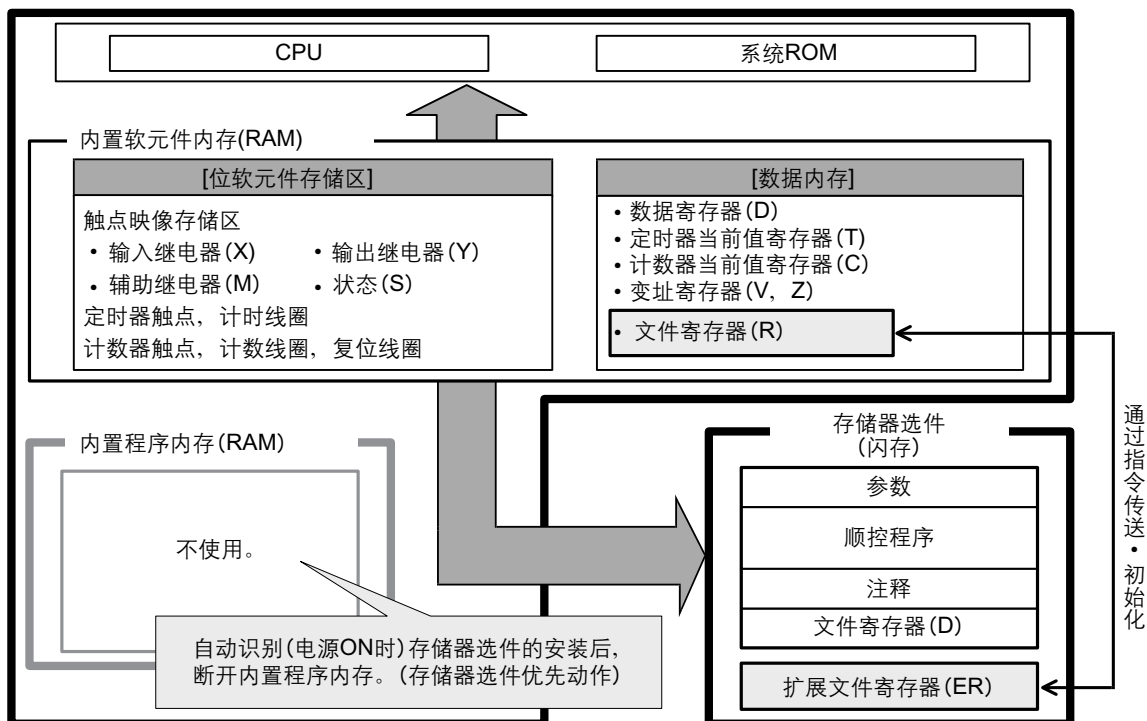 CPU
系统ROM
内置软元件内存(RAM)
[位软元件存储区]
触点映像存储区
• 输入继电器(X)
• 输出继电器(Y)
• 辅助继电器(M)
• 状态(S)
定时器触点，计时线圈
计数器触点，计数线圈，复位线圈
[数据内存]
• 数据寄存器(D)
• 定时器当前值寄存器(T)
• 计数器当前值寄存器(C)
• 变址寄存器(V，Z)
• 文件寄存器(R)
通过指令传送•初始化
内置程序内存(RAM)
不使用。
自动识别(电源ON时)存储器选件的安装后，
断开内置程序内存。(存储器选件优先动作)
存储器选件
(闪存)
参数
顺控程序
注释
文件寄存器(D)
扩展文件寄存器(ER)